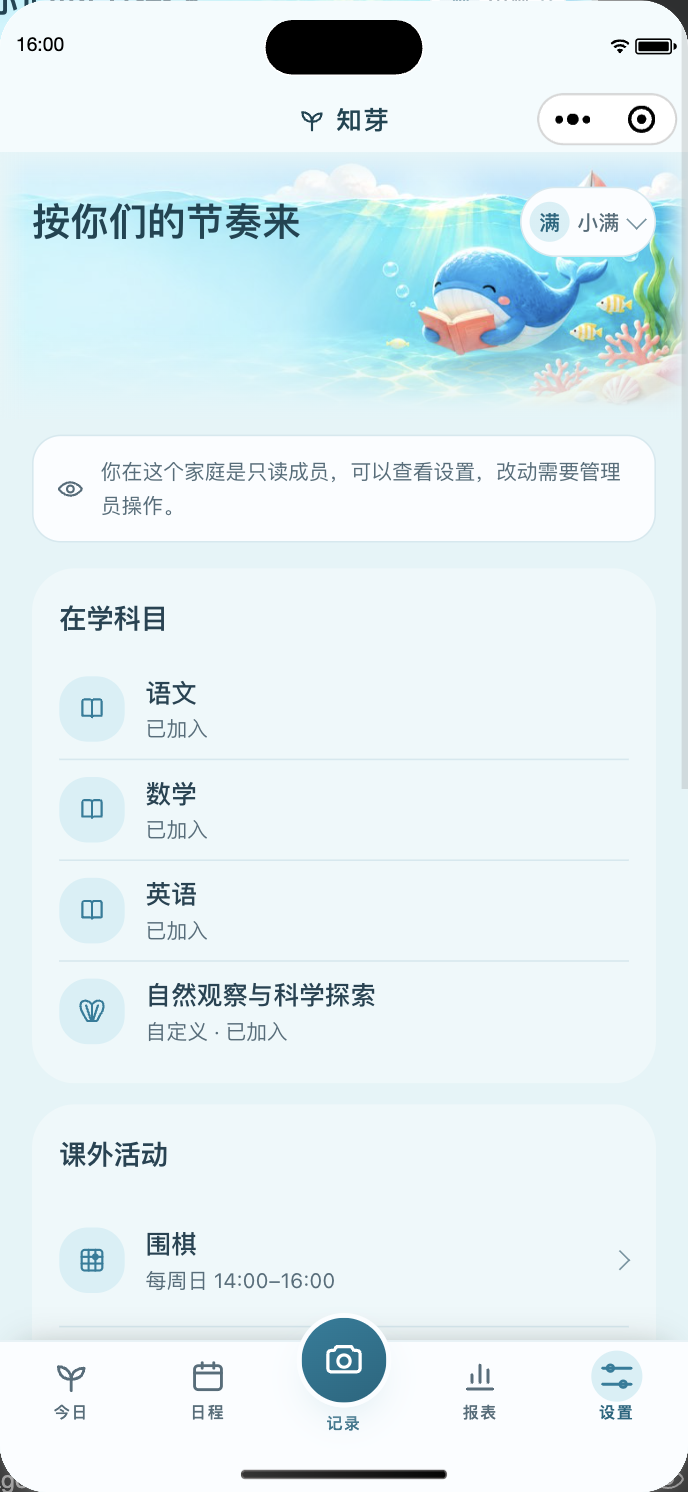 16:00
知芽
按你们的节奏来
满 小满
你在这个家庭是只读成员，可以查看设置，改动需要管理
员操作。
在学科目
语文
已加入
数学
已加入
英语
已加入
自然观察与科学探索
自定义 · 已加入
课外活动
围棋
每周日 14:00–16:00
今日
日程
记录
报表
设置